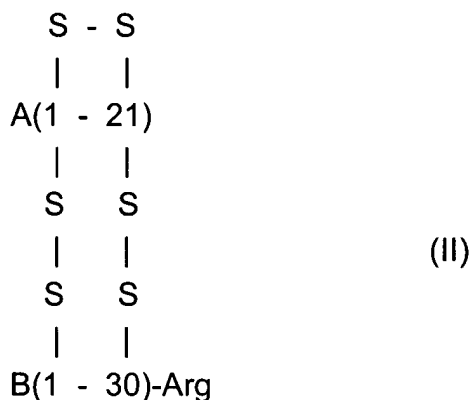 S - S
| |
A(1 - 21)
| |
S S
| | (II)
S S
| |
B(1 - 30)-Arg